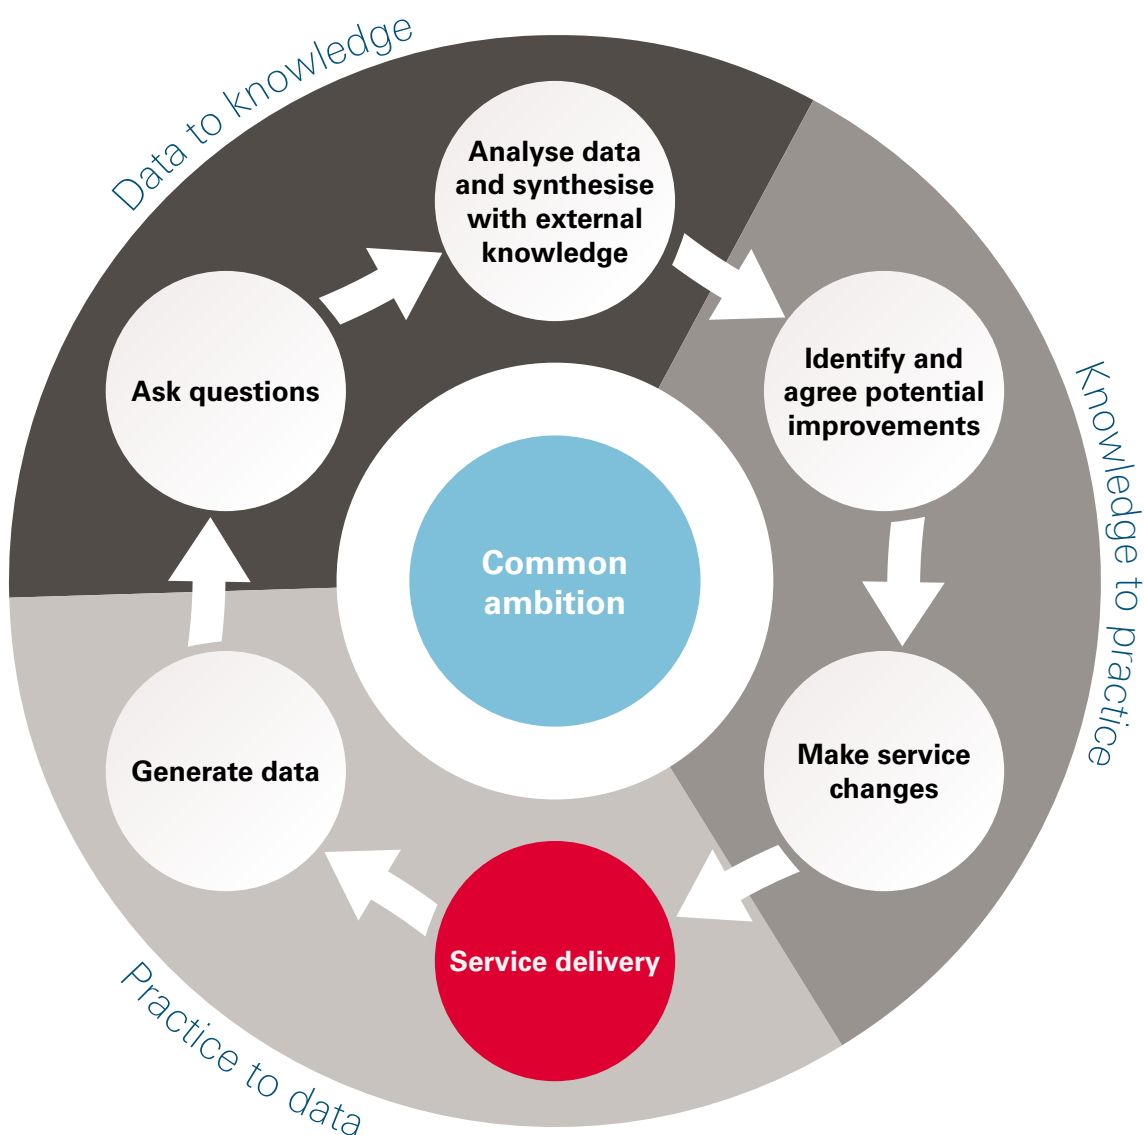 Data to knowledge
Analyse data
and synthesise
with external
knowledge
Ask questions
Identify and
agree potential
improvements
Knowledge to practice
Common
ambition
Generate data
Make service
changes
Service delivery
Practice to data